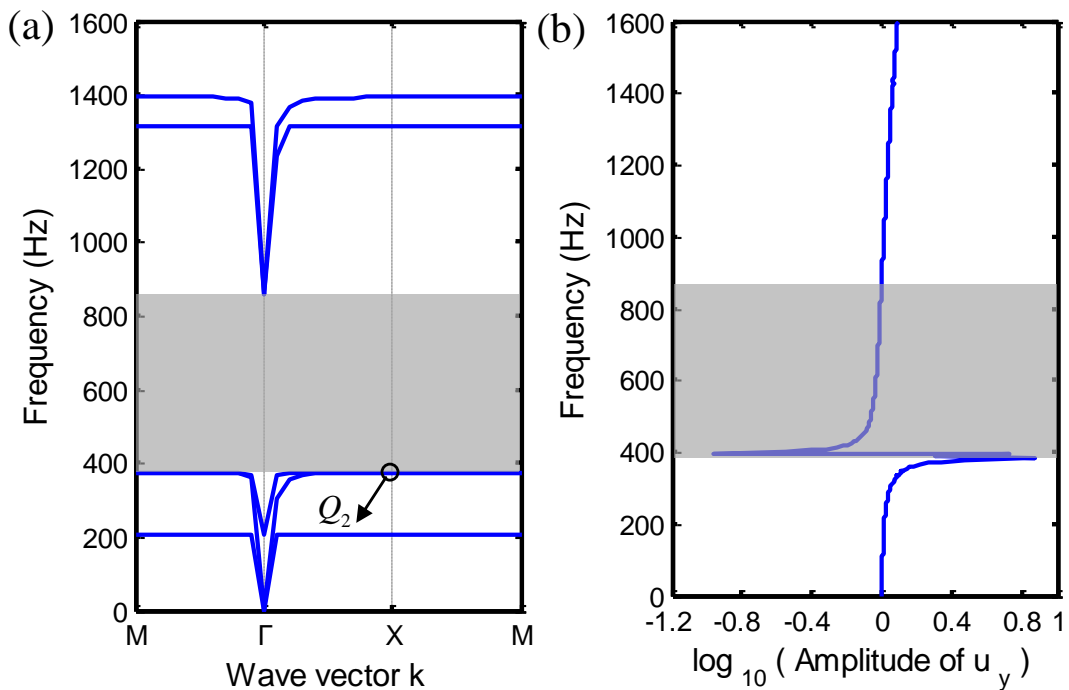 (a)
1600
1400
1200
1000
800
600
400
200
0
Frequency (Hz)
Q2
M Γ X M
Wave vector k
(b)
1600
1400
1200
1000
800
600
400
200
0
Frequency (Hz)
-1.2 -0.8 -0.4 0 0.4 0.8 1
log 10 ( Amplitude of u y )